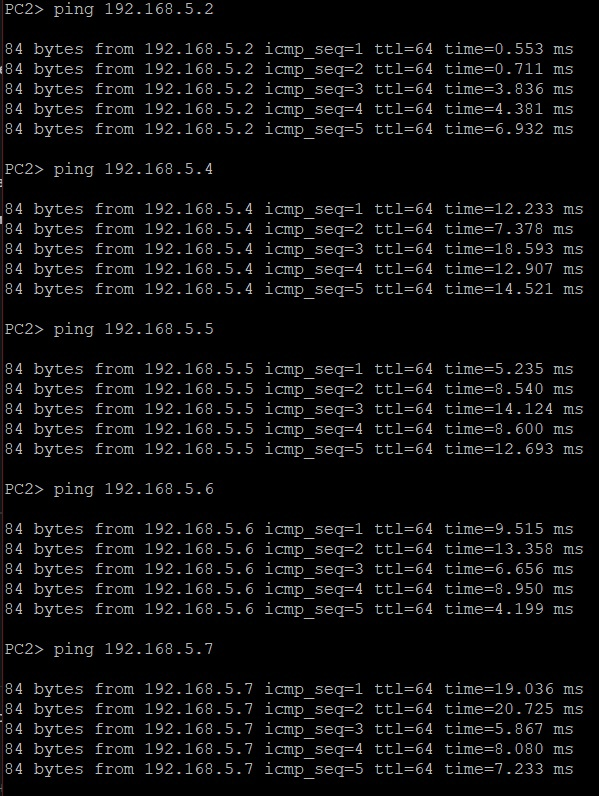 PC2> ping 192.168.5.2
84 bytes from 192.168.5.2 icmp_seq=1 ttl=64 time=0.553 ms
84 bytes from 192.168.5.2 icmp_seq=2 ttl=64 time=0.711 ms
84 bytes from 192.168.5.2 icmp_seq=3 ttl=64 time=3.836 ms
84 bytes from 192.168.5.2 icmp_seq=4 ttl=64 time=4.381 ms
84 bytes from 192.168.5.2 icmp_seq=5 ttl=64 time=6.932 ms
PC2> ping 192.168.5.4
84 bytes from 192.168.5.4 icmp_seq=1 ttl=64 time=12.233 ms
84 bytes from 192.168.5.4 icmp_seq=2 ttl=64 time=7.378 ms
84 bytes from 192.168.5.4 icmp_seq=3 ttl=64 time=18.593 ms
84 bytes from 192.168.5.4 icmp_seq=4 ttl=64 time=12.907 ms
84 bytes from 192.168.5.4 icmp_seq=5 ttl=64 time=14.521 ms
PC2> ping 192.168.5.5
84 bytes from 192.168.5.5 icmp_seq=1 ttl=64 time=5.235 ms
84 bytes from 192.168.5.5 icmp_seq=2 ttl=64 time=8.540 ms
84 bytes from 192.168.5.5 icmp_seq=3 ttl=64 time=14.124 ms
84 bytes from 192.168.5.5 icmp_seq=4 ttl=64 time=8.600 ms
84 bytes from 192.168.5.5 icmp_seq=5 ttl=64 time=12.693 ms
PC2> ping 192.168.5.6
84 bytes from 192.168.5.6 icmp_seq=1 ttl=64 time=9.515 ms
84 bytes from 192.168.5.6 icmp_seq=2 ttl=64 time=13.358 ms
84 bytes from 192.168.5.6 icmp_seq=3 ttl=64 time=6.656 ms
84 bytes from 192.168.5.6 icmp_seq=4 ttl=64 time=8.950 ms
84 bytes from 192.168.5.6 icmp_seq=5 ttl=64 time=4.199 ms
PC2> ping 192.168.5.7
84 bytes from 192.168.5.7 icmp_seq=1 ttl=64 time=19.036 ms
84 bytes from 192.168.5.7 icmp_seq=2 ttl=64 time=20.725 ms
84 bytes from 192.168.5.7 icmp_seq=3 ttl=64 time=5.867 ms
84 bytes from 192.168.5.7 icmp_seq=4 ttl=64 time=8.080 ms
84 bytes from 192.168.5.7 icmp_seq=5 ttl=64 time=7.233 ms